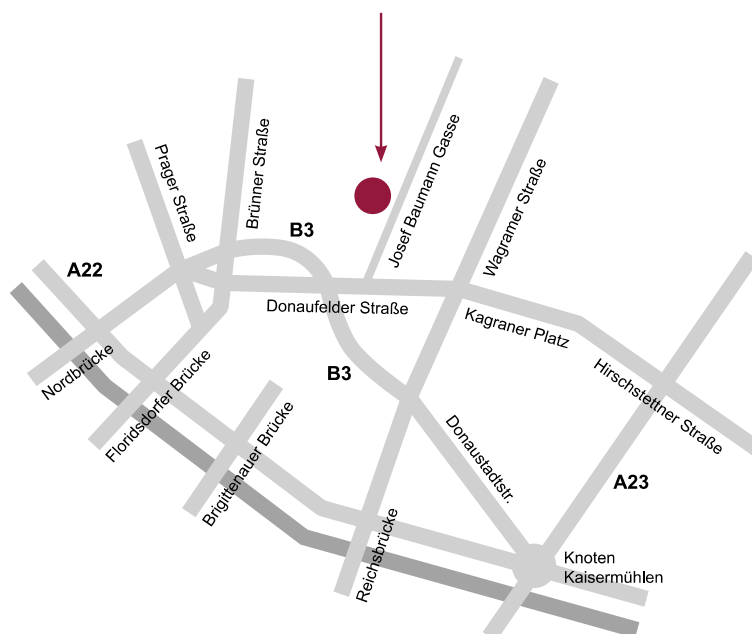 Prager Straße
Brünner Straße
B3
Josef Baumann Gasse
Wagramer Straße
A22
Donaufelder Straße
Kagraner Platz
Nordbrücke
B3
Hirschstettner Straße
Floridsdorfer Brücke
Brigittenauer Brücke
Donaustadtstr.
A23
Reichsbrücke
Knoten
Kaisermühlen